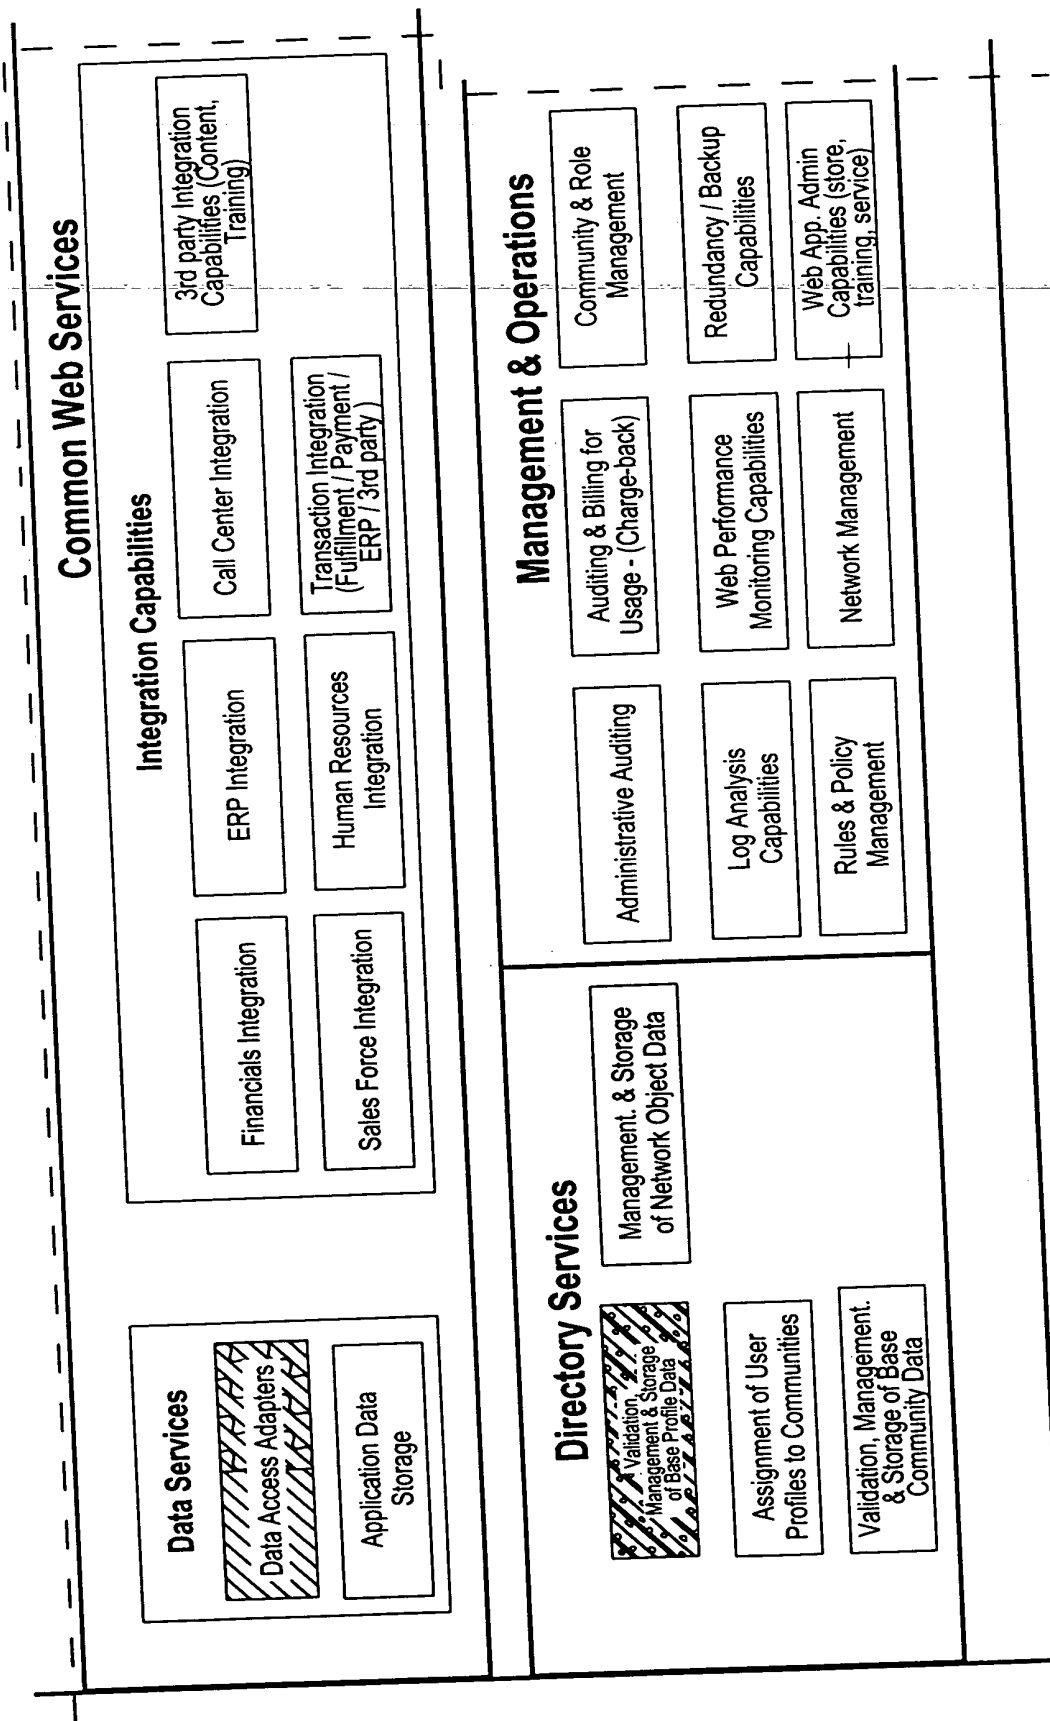 Common Web Services
Data Services
Data Access Adapters
Application Data
Storage
Integration Capabilities
Financials Integration
ERP Integration
Call Center Integration
3rd party Integration
Capabilities (Content,
Training)
Sales Force Integration
Human Resources
Integration
Transaction Integration
(Fulfillment / Payment /
ERP / 3rd party )
Directory Services
Validation,
Management & Storage
of Base Profile Data
Management. & Storage
of Network Object Data
Assignment of User
Profiles to Communities
Validation, Management.
& Storage of Base
Community Data
Management & Operations
Administrative Auditing
Auditing & Billing for
Usage - (Charge-back)
Community & Role
Management
Log Analysis
Capabilities
Web Performance
Monitoring Capabilities
Redundancy / Backup
Capabilities
Rules & Policy
Management
Network Management
Web App. Admin
Capabilities (store,
training, service)